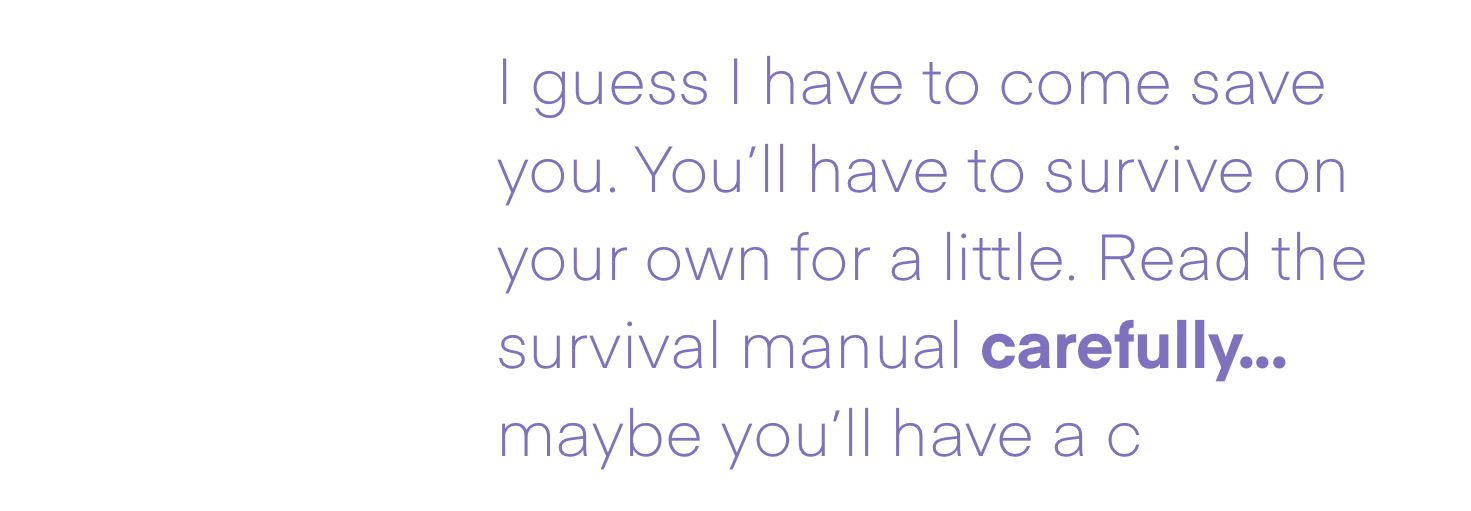 I guess I have to come save
you. You’ll have to survive on
your own for a little. Read the
survival manual carefully...
maybe you’ll have a c